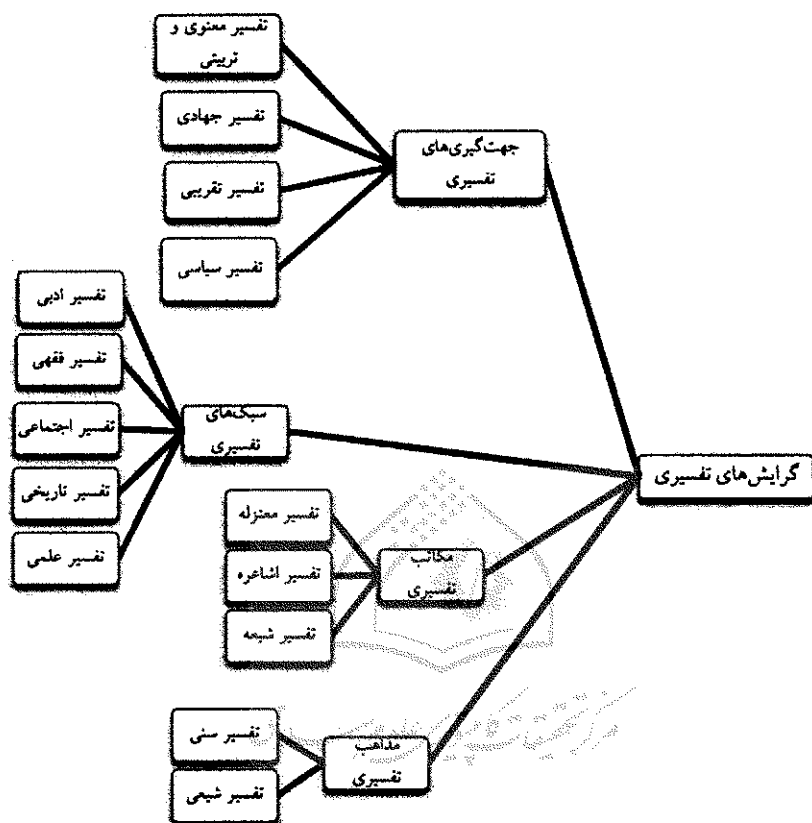 گرایش‌های تفسیری
جهت‌گیری‌های
تفسیری
تفسیر معنوی و
تربیتی
تفسیر جهادی
تفسیر تقریبی
تفسیر سیاسی
سبک‌های
تفسیری
تفسیر ادبی
تفسیر فقهی
تفسیر اجتماعی
تفسیر تاریخی
تفسیر علمی
مکاتب
تفسیری
تفسیر معتزله
تفسیر اشاعره
تفسیر شیعه
مذاهب
تفسیری
تفسیر سنی
تفسیر شیعی